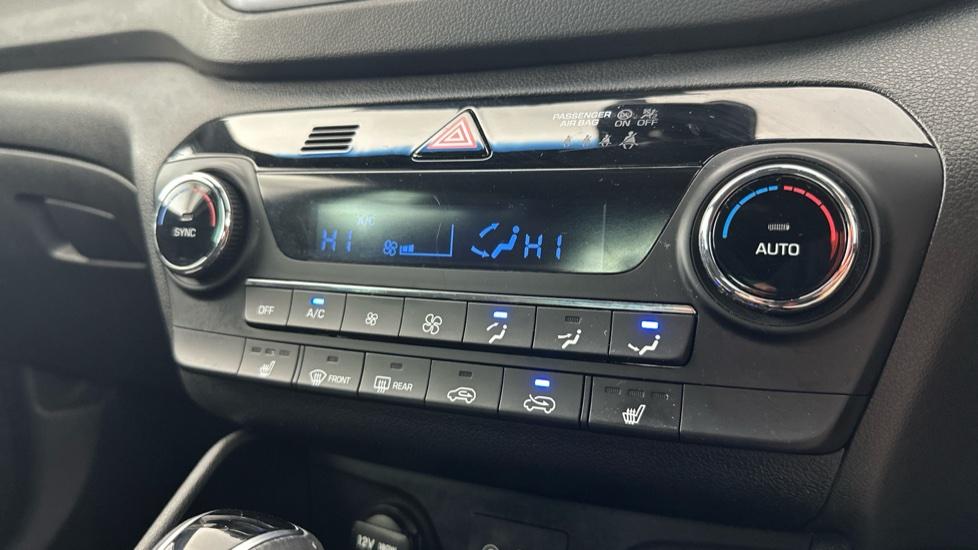 PASSENGER
AIR BAG ON OFF
A/C
HI HI
SYNC
AUTO
OFF A/C
FRONT REAR
12V